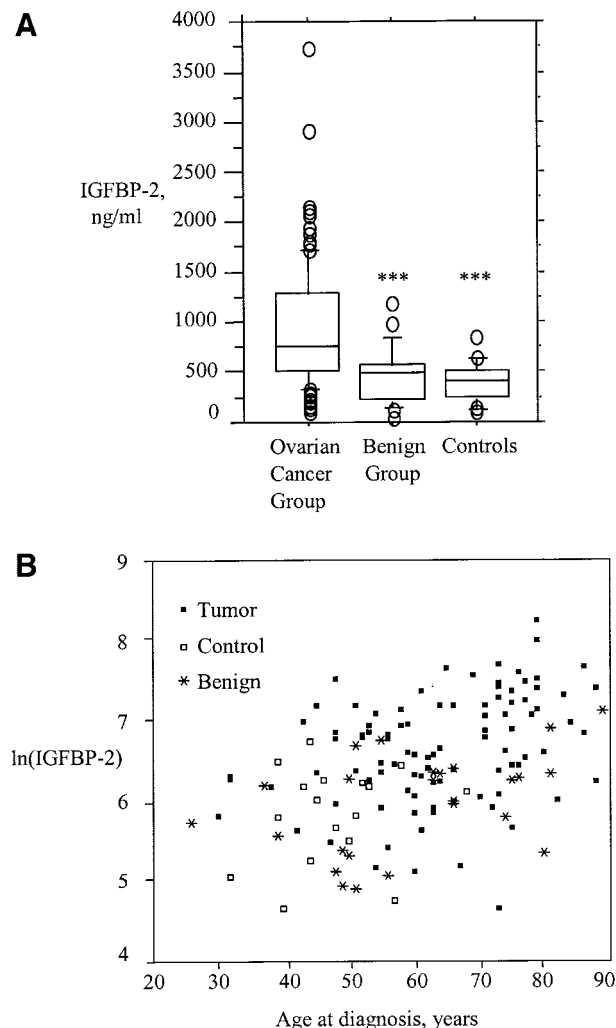 A
4000
3500
3000
2500
2000
1500
1000
500
0
IGFBP-2,
ng/ml
*** ***
Ovarian
Cancer
Group
Benign
Group
Controls
B
9
8
7
6
5
4
ln(IGFBP-2)
Tumor
Control
Benign
20 30 40 50 60 70 80 90
Age at diagnosis, years